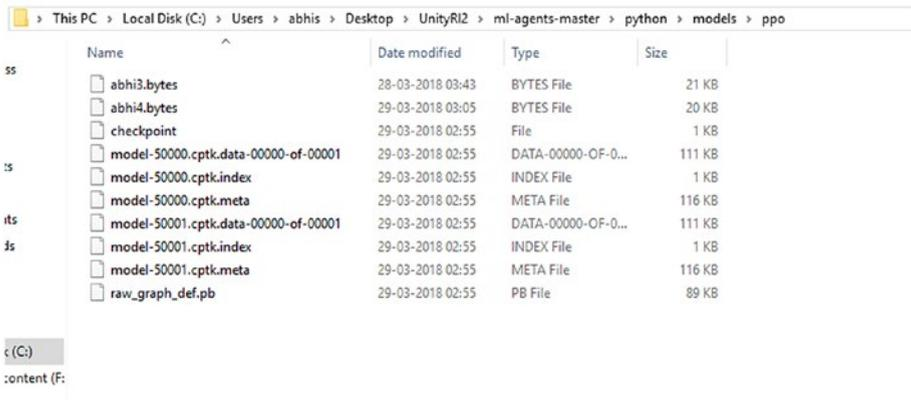 This PC > Local Disk (C:) > Users > abhis > Desktop > UnityRl2 > ml-agents-master > python > models > ppo
Name Date modified Type Size
ss
abhi3.bytes 28-03-2018 03:43 BYTES File 21 KB
abhi4.bytes 29-03-2018 03:05 BYTES File 20 KB
checkpoint 29-03-2018 02:55 File 1 KB
model-50000.cptk.data-00000-of-00001 29-03-2018 02:55 DATA-00000-OF-0... 111 KB
model-50000.cptk.index 29-03-2018 02:55 INDEX File 1 KB
model-50000.cptk.meta 29-03-2018 02:55 META File 116 KB
nts
model-50001.cptk.data-00000-of-00001 29-03-2018 02:55 DATA-00000-OF-0... 111 KB
ds
model-50001.cptk.index 29-03-2018 02:55 INDEX File 1 KB
model-50001.cptk.meta 29-03-2018 02:55 META File 116 KB
raw_graph_def.pb 29-03-2018 02:55 PB File 89 KB
(C:)
content (F: